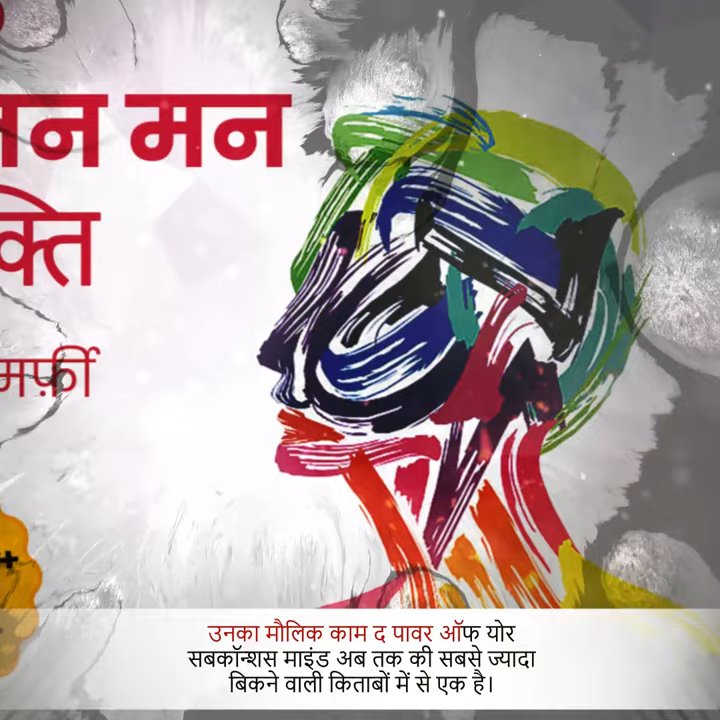 मन
मर्फ़ी
उनका मौलिक काम द पावर ऑफ योर
सबकॉन्शस माइंड अब तक की सबसे ज्यादा
बिकने वाली किताबों में से एक है।